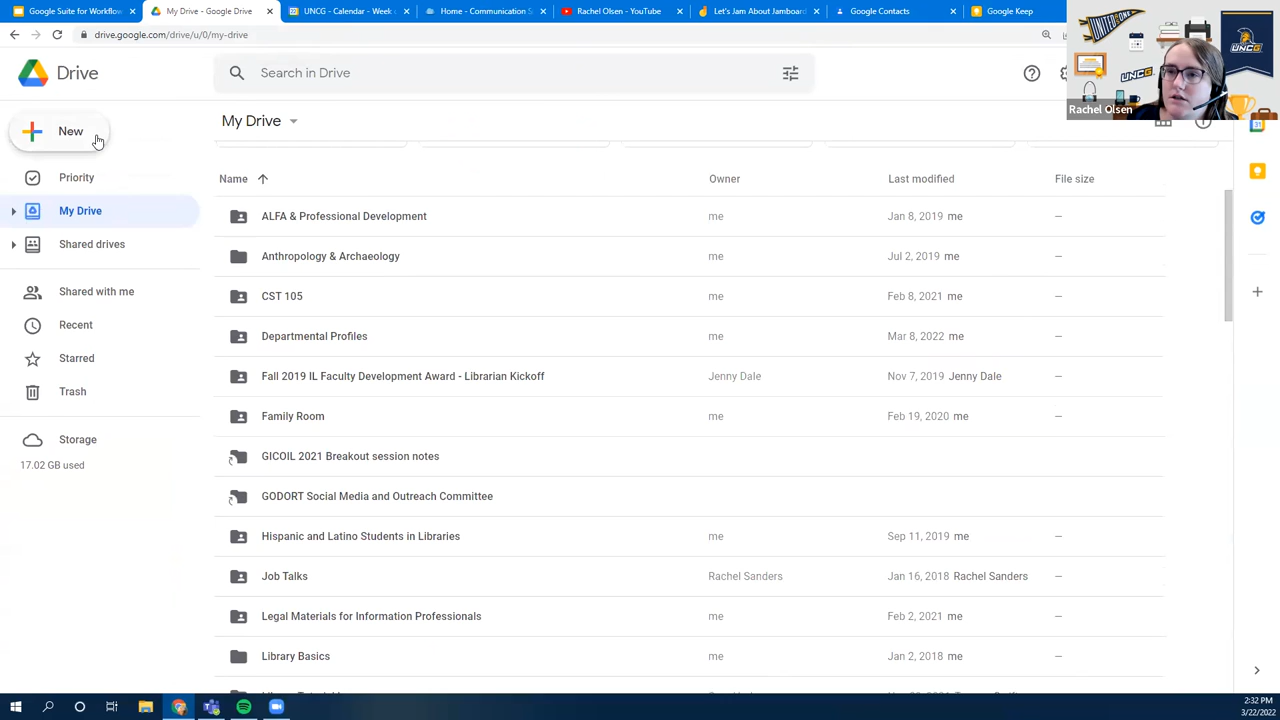 Google Suite for Workflow
My Drive - Google Drive
UNCG - Calendar - Week
Home - Communication S
Rachel Olsen - YouTube
Let's Jam About Jamboard
Google Contacts
Google Keep
drive.google.com/drive/u/0/my-drive
Drive
Search in Drive
UNITED AS ONE
UNCG
UNCG
Rachel Olsen
New
My Drive
Priority
My Drive
Shared drives
Shared with me
Recent
Starred
Trash
Storage
17.02 GB used
Name Owner Last modified File size
ALFA & Professional Development me Jan 8, 2019 me –
Anthropology & Archaeology me Jul 2, 2019 me –
CST 105 me Feb 8, 2021 me –
Departmental Profiles me Mar 8, 2022 me –
Fall 2019 IL Faculty Development Award - Librarian Kickoff Jenny Dale Nov 7, 2019 Jenny Dale –
Family Room me Feb 19, 2020 me –
GICOIL 2021 Breakout session notes
GODORT Social Media and Outreach Committee
Hispanic and Latino Students in Libraries me Sep 11, 2019 me –
Job Talks Rachel Sanders Jan 16, 2018 Rachel Sanders –
Legal Materials for Information Professionals me Feb 2, 2021 me –
Library Basics me Jan 2, 2018 me –
2:32 PM
3/22/2022